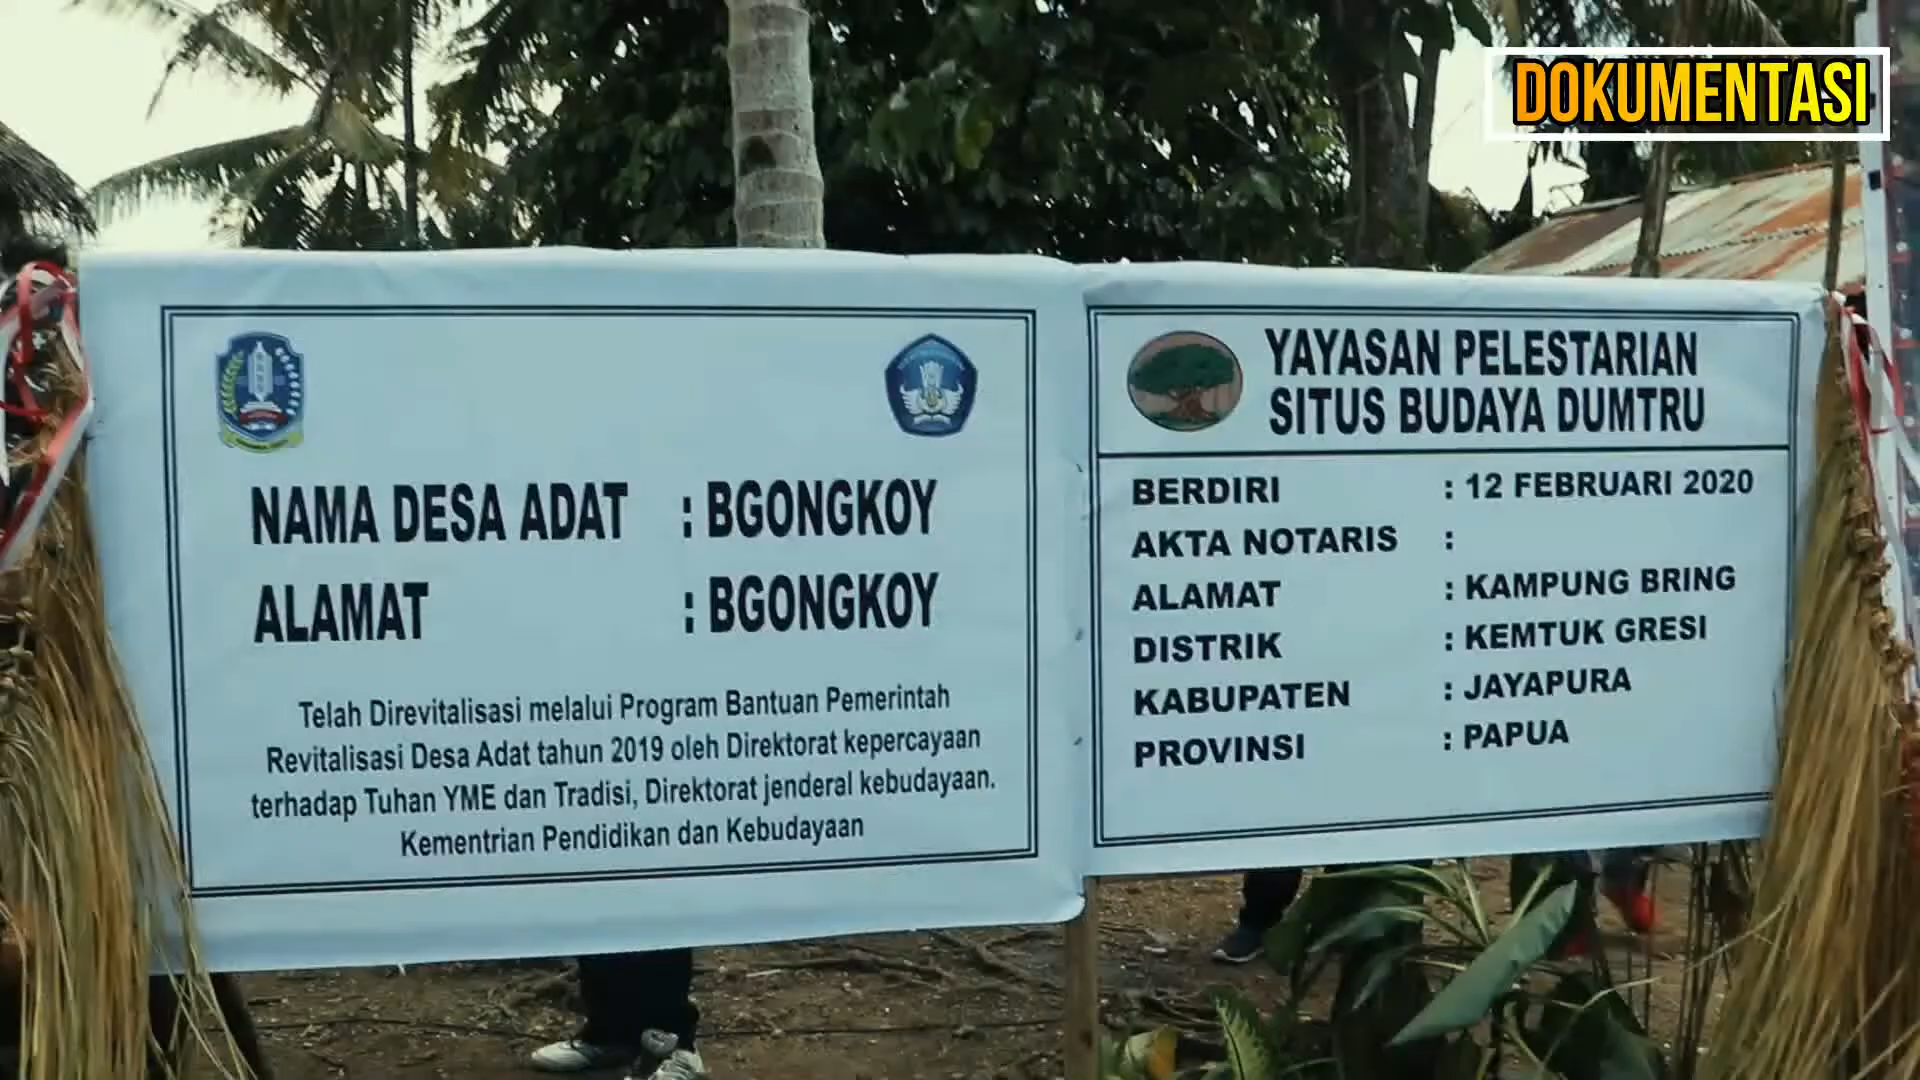 DOKUMENTASI
NAMA DESA ADAT : BGONGKOY
ALAMAT : BGONGKOY
Telah Direvitalisasi melalui Program Bantuan Pemerintah
Revitalisasi Desa Adat tahun 2019 oleh Direktorat kepercayaan
terhadap Tuhan YME dan Tradisi, Direktorat jenderal kebudayaan.
Kementrian Pendidikan dan Kebudayaan
YAYASAN PELESTARIAN
SITUS BUDAYA DUMTRU
BERDIRI : 12 FEBRUARI 2020
AKTA NOTARIS :
ALAMAT : KAMPUNG BRING
DISTRIK : KEMTUK GRESI
KABUPATEN : JAYAPURA
PROVINSI : PAPUA